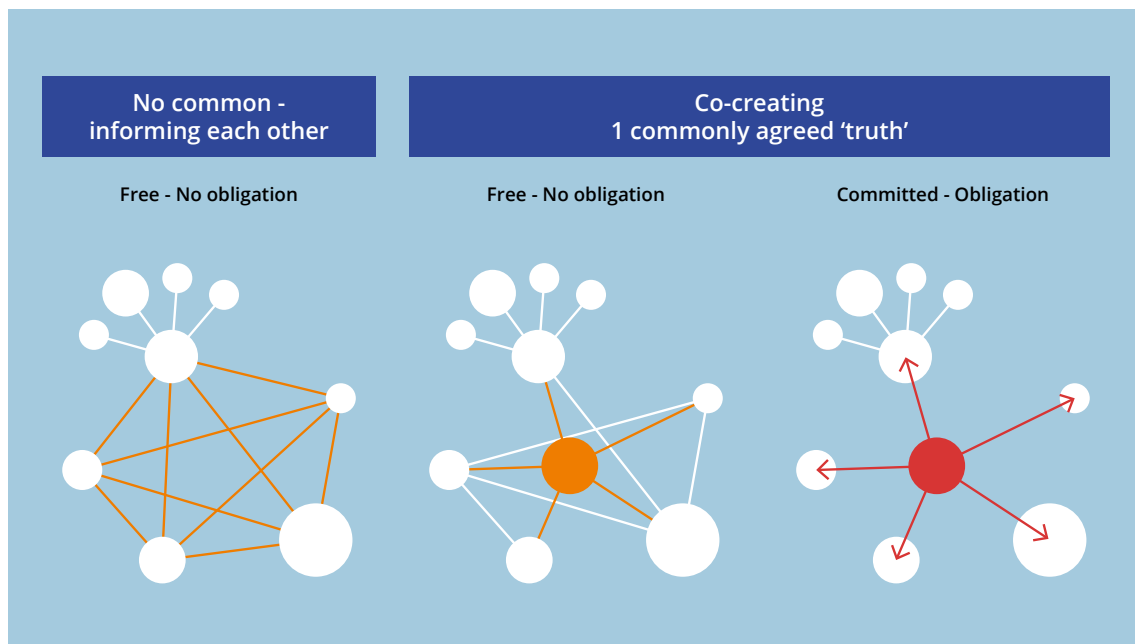 No common -
informing each other
Co-creating
1 commonly agreed ‘truth’
Free - No obligation
Free - No obligation
Committed - Obligation